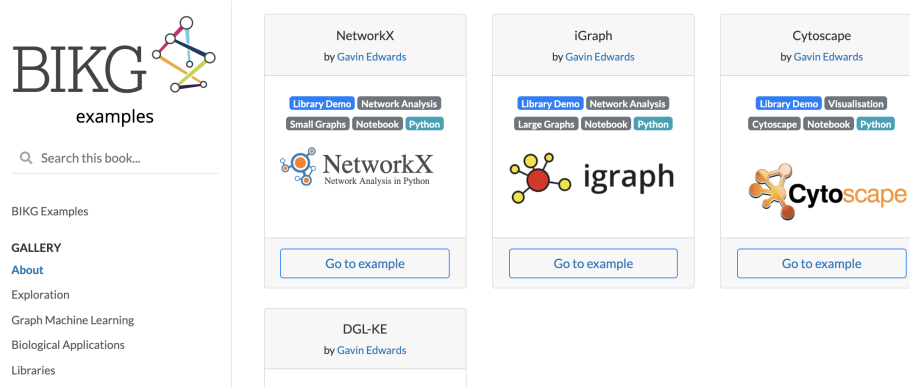 BIKG
examples
Search this book...
BIKG Examples
GALLERY
About
Exploration
Graph Machine Learning
Biological Applications
Libraries
NetworkX
by Gavin Edwards
Library Demo Network Analysis
Small Graphs Notebook Python
NetworkX
Network Analysis in Python
Go to example
iGraph
by Gavin Edwards
Library Demo Network Analysis
Large Graphs Notebook Python
igraph
Go to example
Cytoscape
by Gavin Edwards
Library Demo Visualisation
Cytoscape Notebook Python
Cytoscape
Go to example
DGL-KE
by Gavin Edwards